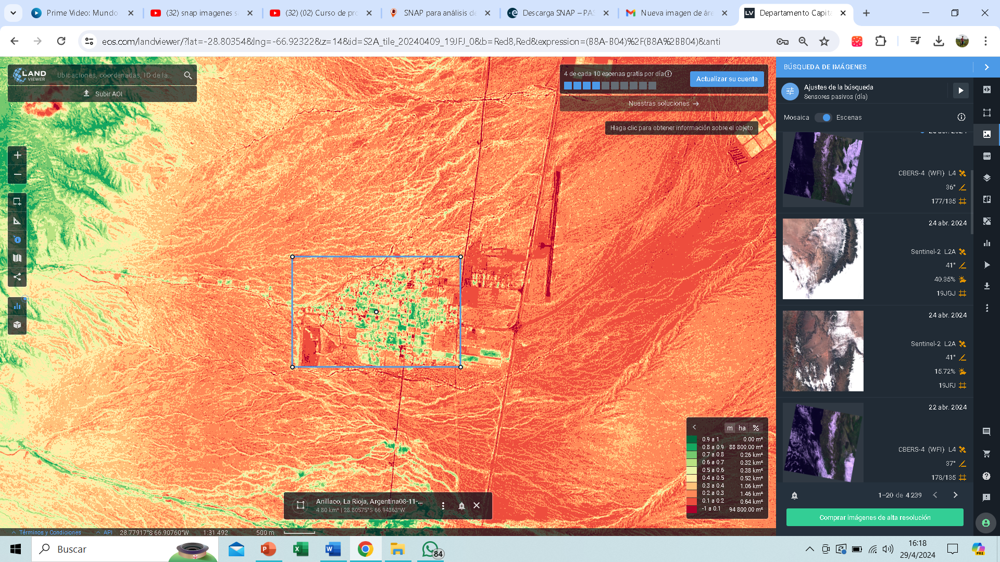 Prime Video: Mundo
(32) snap imagenes s
(32) (02) Curso de pro
SNAP para análisis de
Descarga SNAP – PAS
Nueva imagen de áre
Departamento Capita
eos.com/landviewer/?lat=-28.80354&lng=-66.92322&z=14&id=S2A_tile_20240409_19JFJ_0&b=Red8,Red&expression=(B8A-B04)%2F(B8A%2BB04)&anti
LAND VIEWER
Ubicaciones, coordenadas, ID de la...
Subir AOI
4 de cada 10 escenas gratis por día
Actualizar su cuenta
Nuestras soluciones →
Haga clic para obtener información sobre el objeto
BÚSQUEDA DE IMÁGENES
Ajustes de la búsqueda
Sensores pasivos (día)
Mosaica Escenas
CBERS-4 (WFI) L4
36°
177/135
24 abr. 2024
Sentinel-2 L2A
41°
40.35%
19JGJ
24 abr. 2024
Sentinel-2 L2A
41°
15.72%
19JFJ
22 abr. 2024
CBERS-4 (WFI) L4
37°
178/135
1–20 de 4 239
Comprar imágenes de alta resolución
m ha %
0.9 a 1 0.00 m²
0.8 a 0.9 88 800.00 m²
0.7 a 0.8 0.26 km²
0.6 a 0.7 0.32 km²
0.5 a 0.6 0.38 km²
0.4 a 0.5 0.52 km²
0.3 a 0.4 1.06 km²
0.2 a 0.3 1.46 km²
0.1 a 0.2 0.64 km²
-1 a 0.1 94 800.00 m²
Anillaco, La Rioja, Argentina08-11-...
4.80 km² | 28.80575°S 66.94363°W
Términos y Condiciones API 28.77917°S 66.90760°W 1:31 492 500 m
Buscar
84
16:18
29/4/2024
PRE